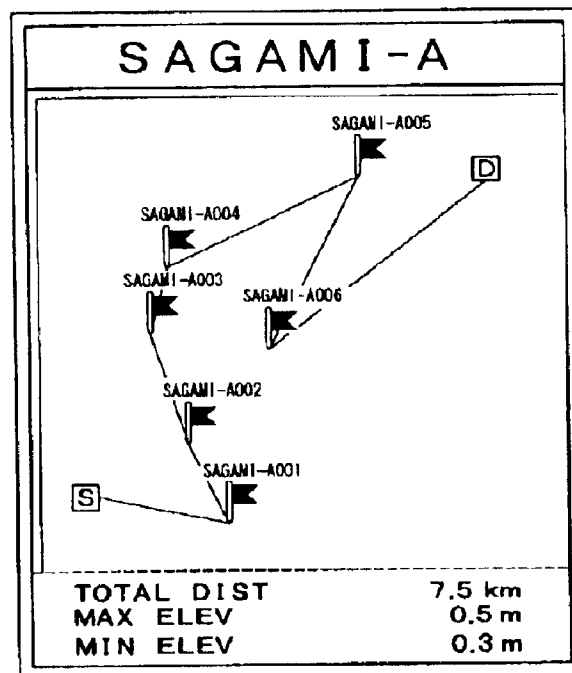 SAGAMI-A
SAGAMI-A005
D
SAGAMI-A004
SAGAMI-A003
SAGAMI-A006
SAGAMI-A002
SAGAMI-A001
S
TOTAL DIST 7.5 km
MAX ELEV 0.5 m
MIN ELEV 0.3 m